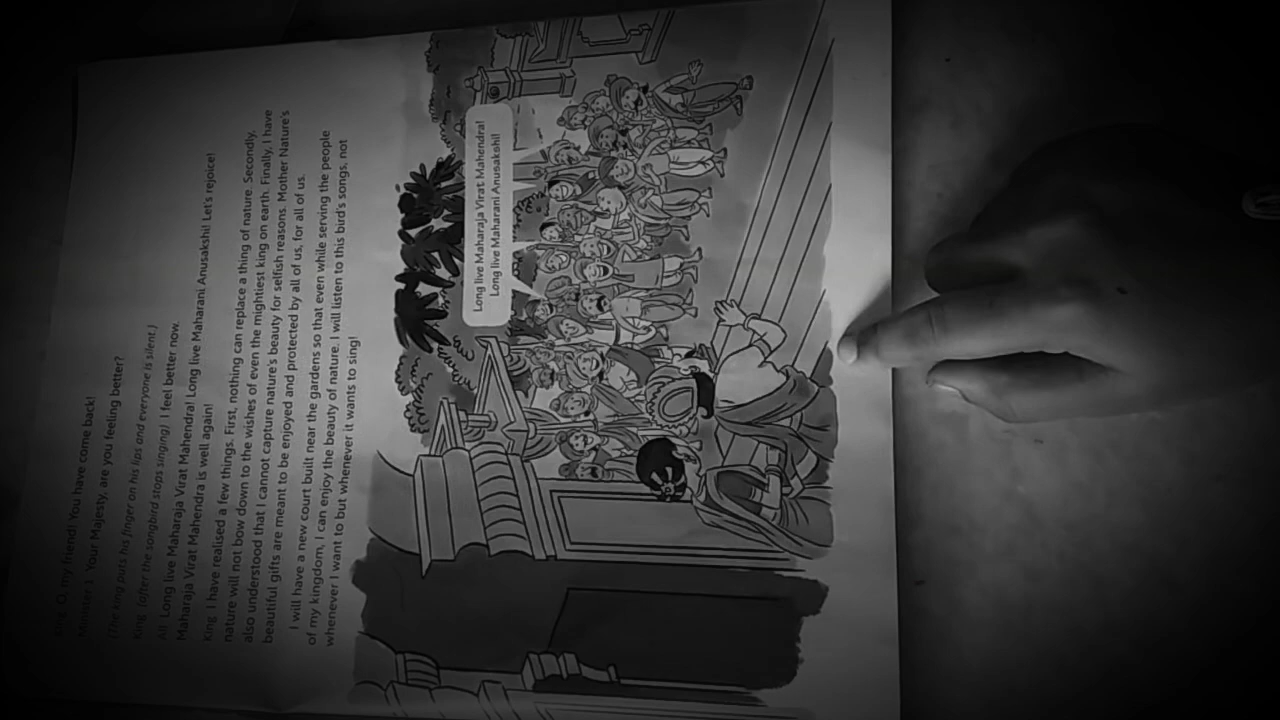 King O, my friend! You have come back!
Minister 1 Your Majesty, are you feeling better?
(The king puts his finger on his lips and everyone is silent.)
King (after the songbird stops singing) I feel better now.
All Long live Maharaja Virat Mahendra! Long live Maharani Anusakshi! Let's rejoice!
Maharaja Virat Mahendra is well again!
King I have realised a few things. First, nothing can replace a thing of nature. Secondly,
nature will not bow down to the wishes of even the mightiest king on earth. Finally, I have
also understood that I cannot capture nature's beauty for selfish reasons. Mother Nature's
beautiful gifts are meant to be enjoyed and protected by all of us, for all of us.
I will have a new court built near the gardens so that even while serving the people
of my kingdom, I can enjoy the beauty of nature. I will listen to this bird's songs, not
whenever I want to but whenever it wants to sing!
Long live Maharaja Virat Mahendra!
Long live Maharani Anusakshi!